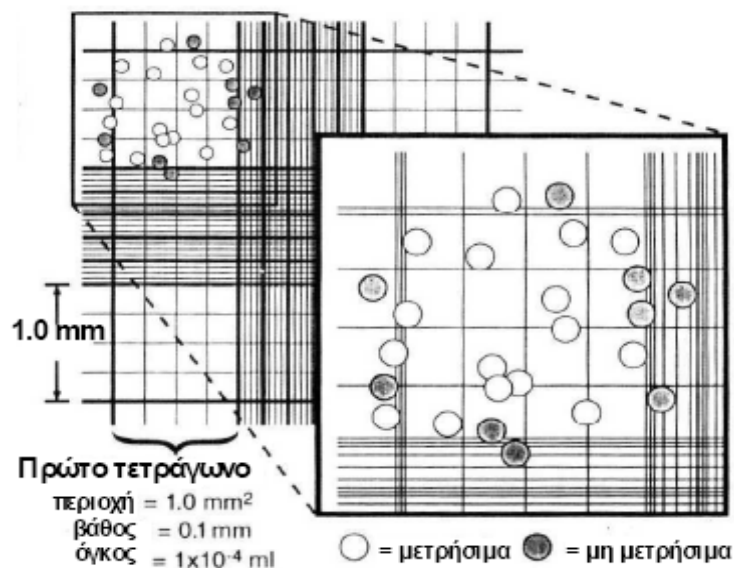 1.0 mm
Πρώτο τετράγωνο
περιοχή = 1.0 mm²
βάθος = 0.1 mm
όγκος = 1x10⁻⁴ ml
= μετρήσιμα = μη μετρήσιμα